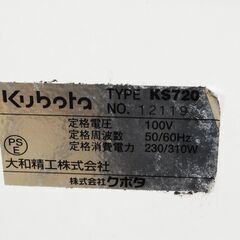 Kubota TYPE KS720
NO. 12119
定格電圧 100V
定格周波数 50/60Hz
定格消費電力 230/310W
PS
E
大和精工株式会社
株式会社クボタ